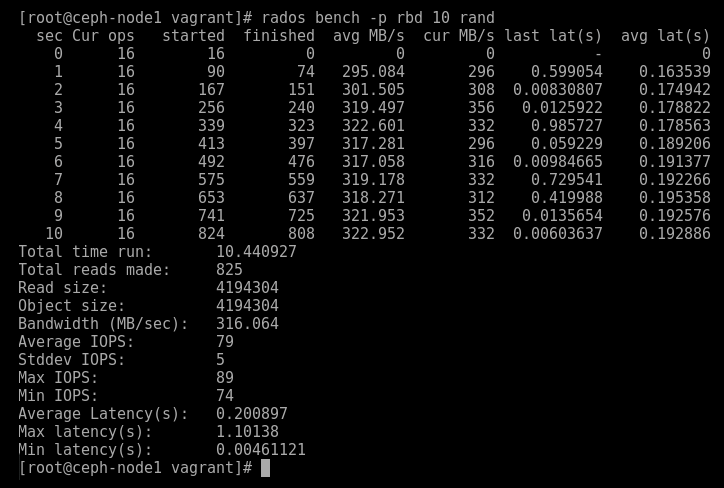 [root@ceph-node1 vagrant]# rados bench -p rbd 10 rand
sec Cur ops started finished avg MB/s cur MB/s last lat(s) avg lat(s)
0 16 16 0 0 0 - 0
1 16 90 74 295.084 296 0.599054 0.163539
2 16 167 151 301.505 308 0.00830807 0.174942
3 16 256 240 319.497 356 0.0125922 0.178822
4 16 339 323 322.601 332 0.985727 0.178563
5 16 413 397 317.281 296 0.059229 0.189206
6 16 492 476 317.058 316 0.00984665 0.191377
7 16 575 559 319.178 332 0.729541 0.192266
8 16 653 637 318.271 312 0.419988 0.195358
9 16 741 725 321.953 352 0.0135654 0.192576
10 16 824 808 322.952 332 0.00603637 0.192886
Total time run: 10.440927
Total reads made: 825
Read size: 4194304
Object size: 4194304
Bandwidth (MB/sec): 316.064
Average IOPS: 79
Stddev IOPS: 5
Max IOPS: 89
Min IOPS: 74
Average Latency(s): 0.200897
Max latency(s): 1.10138
Min latency(s): 0.00461121
[root@ceph-node1 vagrant]#